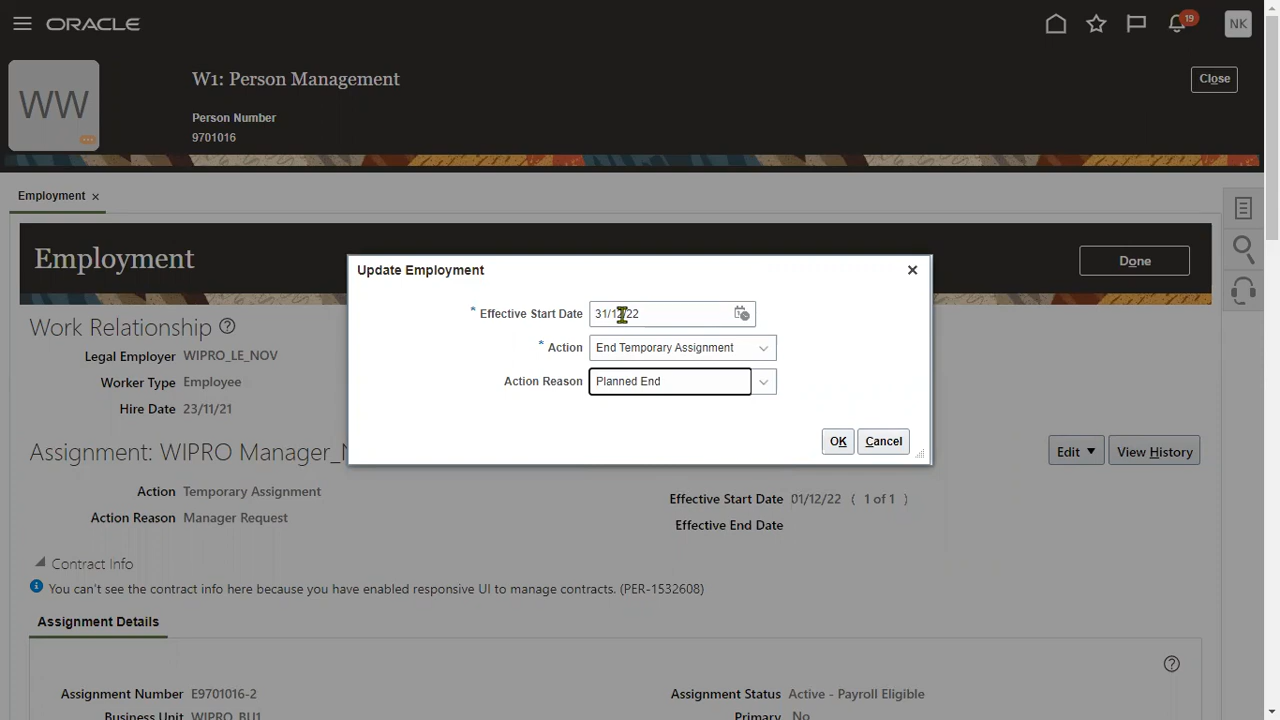 ORACLE
19
NK
WW
W1: Person Management
Close
Person Number
9701016
Employment ×
Employment
Done
Update Employment
* Effective Start Date 31/12/22
* Action End Temporary Assignment
Action Reason Planned End
OK Cancel
Work Relationship ?
Legal Employer WIPRO_LE_NOV
Worker Type Employee
Hire Date 23/11/21
Assignment: WIPRO Manager_
Edit View History
Action Temporary Assignment
Effective Start Date 01/12/22 ( 1 of 1 )
Action Reason Manager Request
Effective End Date
Contract Info
You can't see the contract info here because you have enabled responsive UI to manage contracts. (PER-1532608)
Assignment Details
?
Assignment Number E9701016-2
Assignment Status Active - Payroll Eligible
Business Unit WIPRO_BU1
Primary No